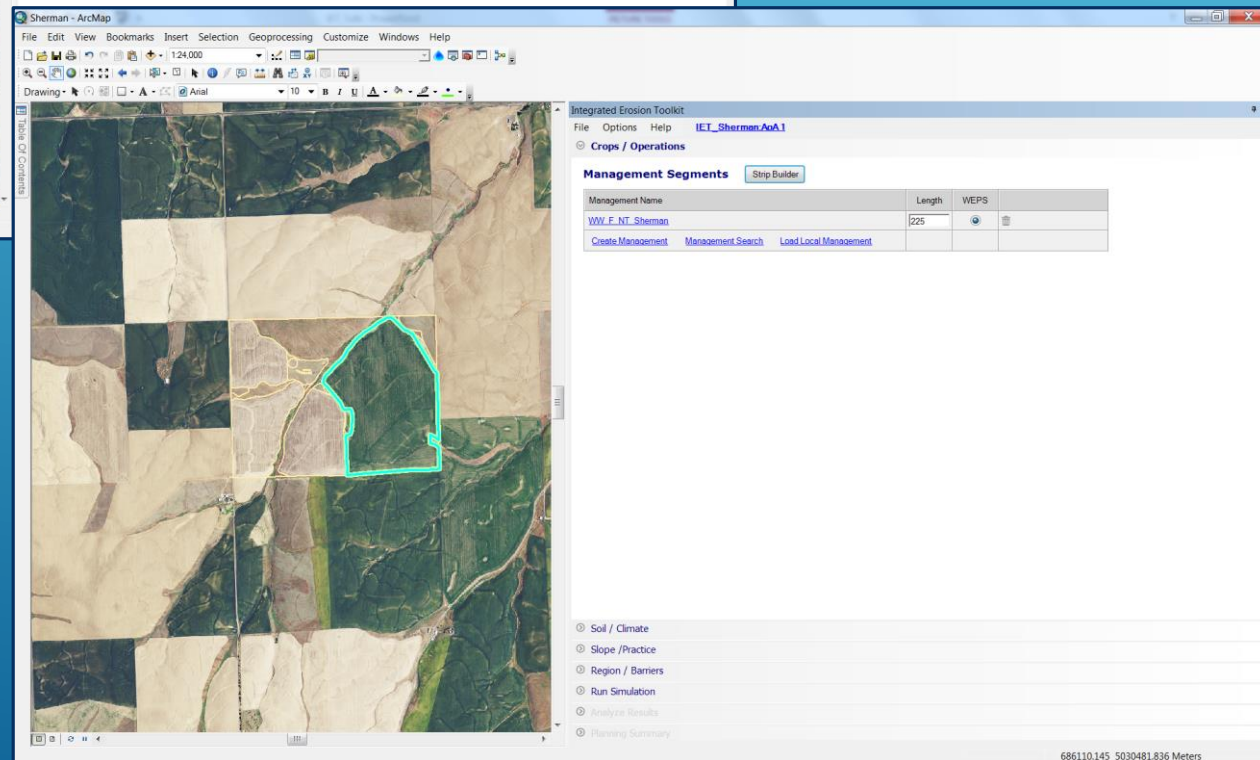 Sherman - ArcMap
File Edit View Bookmarks Insert Selection Geoprocessing Customize Windows Help
1:24,000
Drawing A Arial 10 B I U A
Table Of Contents
Integrated Erosion Toolkit
File Options Help IET_Sherman:AoA 1
Crops / Operations
Management Segments Strip Builder
Management Name Length WEPS
WW_F_NT_Sherman 225
Create Management Management Search Load Local Management
Soil / Climate
Slope /Practice
Region / Barriers
Run Simulation
Analyze Results
Planning Summary
686110.145 5030481.836 Meters